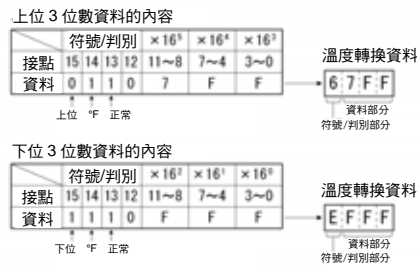 上位 3 位數資料的內容
符號/判別 ×16⁵ ×16⁴ ×16³
接點 15 14 13 12 11～8 7～4 3～0
資料 0 1 1 0 7 F F
上位 °F 正常
溫度轉換資料
6 7 F F
資料部分
符號/判別部分
下位 3 位數資料的內容
符號/判別 ×16² ×16¹ ×16⁰
接點 15 14 13 12 11～8 7～4 3～0
資料 1 1 1 0 F F F
下位 °F 正常
溫度轉換資料
E F F F
資料部分
符號/判別部分